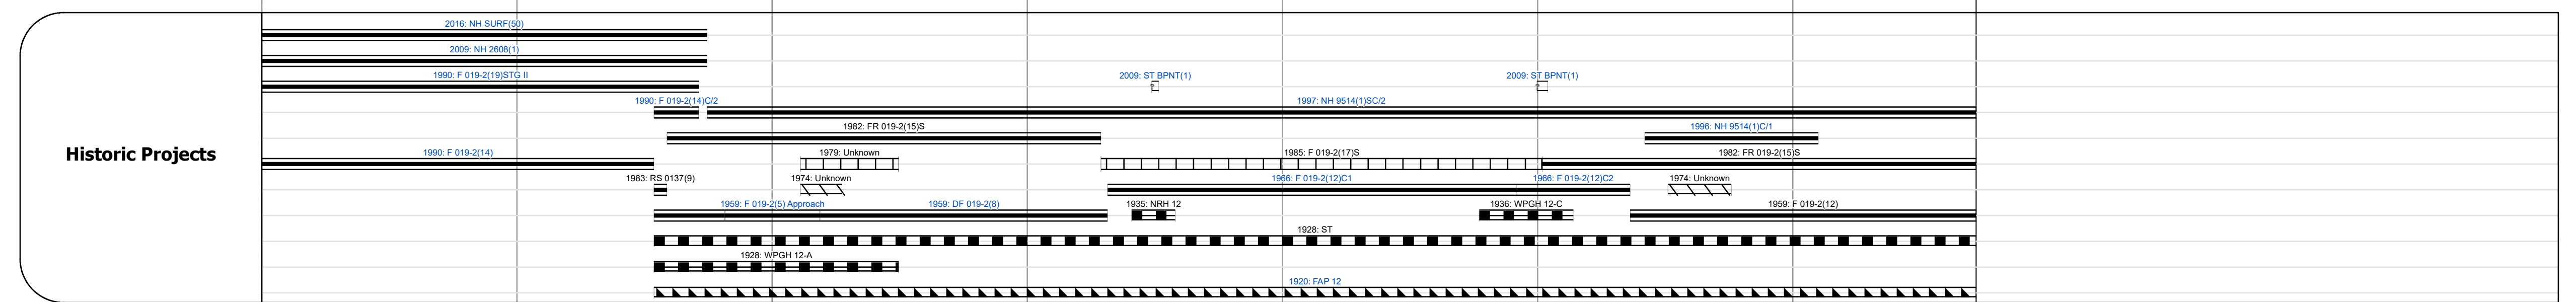 2016: NH SURF(50)
2009: NH 2608(1)
1990: F 019-2(19)STG II
2009: ST BPNT(1)
2009: ST BPNT(1)
1990: F 019-2(14)C/2
1997: NH 9514(1)SC/2
1982: FR 019-2(15)S
1996: NH 9514(1)C/1
Historic Projects
1990: F 019-2(14)
1979: Unknown
1985: F 019-2(17)S
1982: FR 019-2(15)S
1983: RS 0137(9)
1974: Unknown
1966: F 019-2(12)C1
1966: F 019-2(12)C2
1974: Unknown
1959: F 019-2(5) Approach
1959: DF 019-2(8)
1935: NRH 12
1936: WPGH 12-C
1959: F 019-2(12)
1928: ST
1928: WPGH 12-A
1920: FAP 12